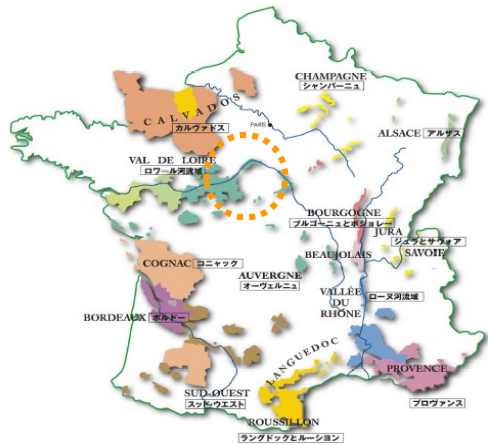 CHAMPAGNE
シャンパーニュ
CALVADOS
カルヴァドス
PARIS
ALSACE アルザス
VAL DE LOIRE
ロワール河流域
BOURGOGNE
ブルゴーニュとボジョレー
JURA
ジュラとサヴォア
SAVOIE
BEAUJOLAIS
COGNAC コニャック
AUVERGNE
オーヴェルニュ
VALLÉE
DU
RHÔNE
ローヌ河流域
BORDEAUX ボルドー
LANGUEDOC
PROVENCE
プロヴァンス
SUD-OUEST
スッド・ウエスト
ROUSSILLON
ラングドックとルーション